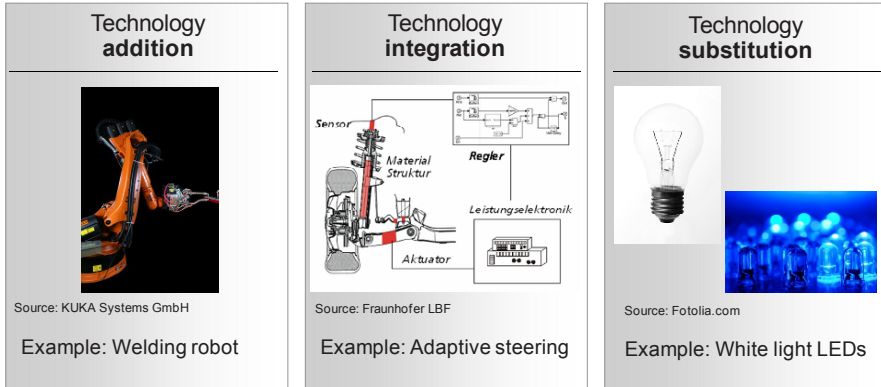 Technology
addition
Source: KUKA Systems GmbH
Example: Welding robot
Technology
integration
Sensor
Material
Struktur
Regler
Leistungselektronik
Aktuator
Source: Fraunhofer LBF
Example: Adaptive steering
Technology
substitution
Source: Fotolia.com
Example: White light LEDs